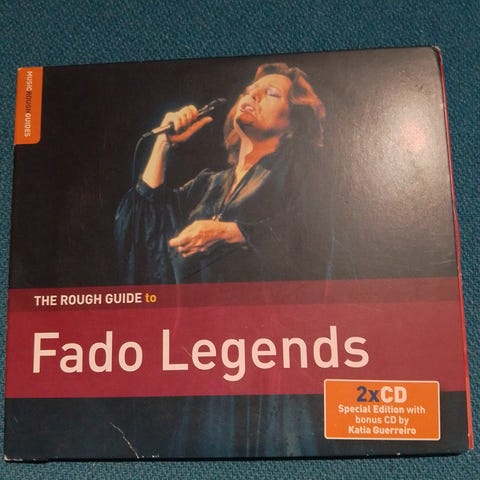 MUSIC ROUGH GUIDES
THE ROUGH GUIDE to
Fado Legends
2xCD
Special Edition with
bonus CD by
Katia Guerreiro